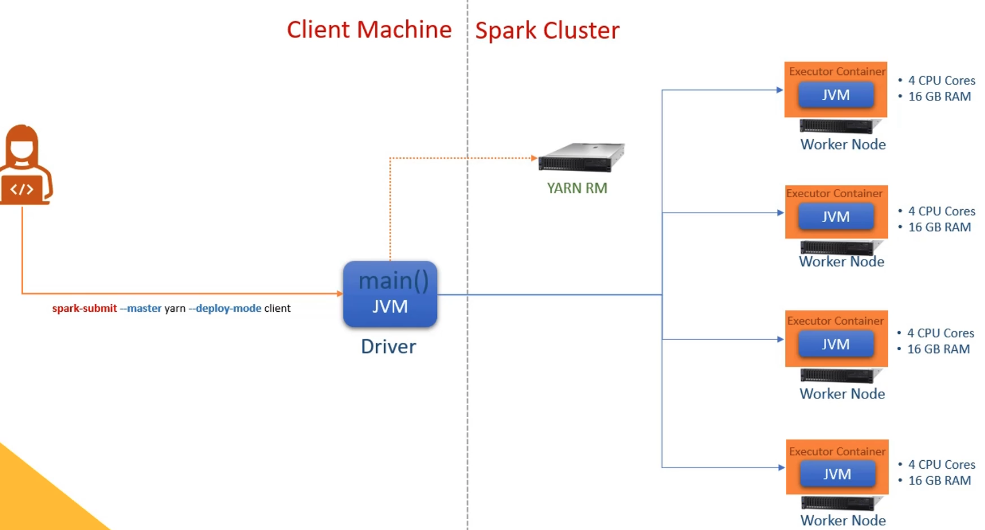 Client Machine
Spark Cluster
</>
spark-submit --master yarn --deploy-mode client
main()
JVM
Driver
YARN RM
Executor Container
JVM
Worker Node
• 4 CPU Cores
• 16 GB RAM
Executor Container
JVM
Worker Node
• 4 CPU Cores
• 16 GB RAM
Executor Container
JVM
Worker Node
• 4 CPU Cores
• 16 GB RAM
Executor Container
JVM
Worker Node
• 4 CPU Cores
• 16 GB RAM